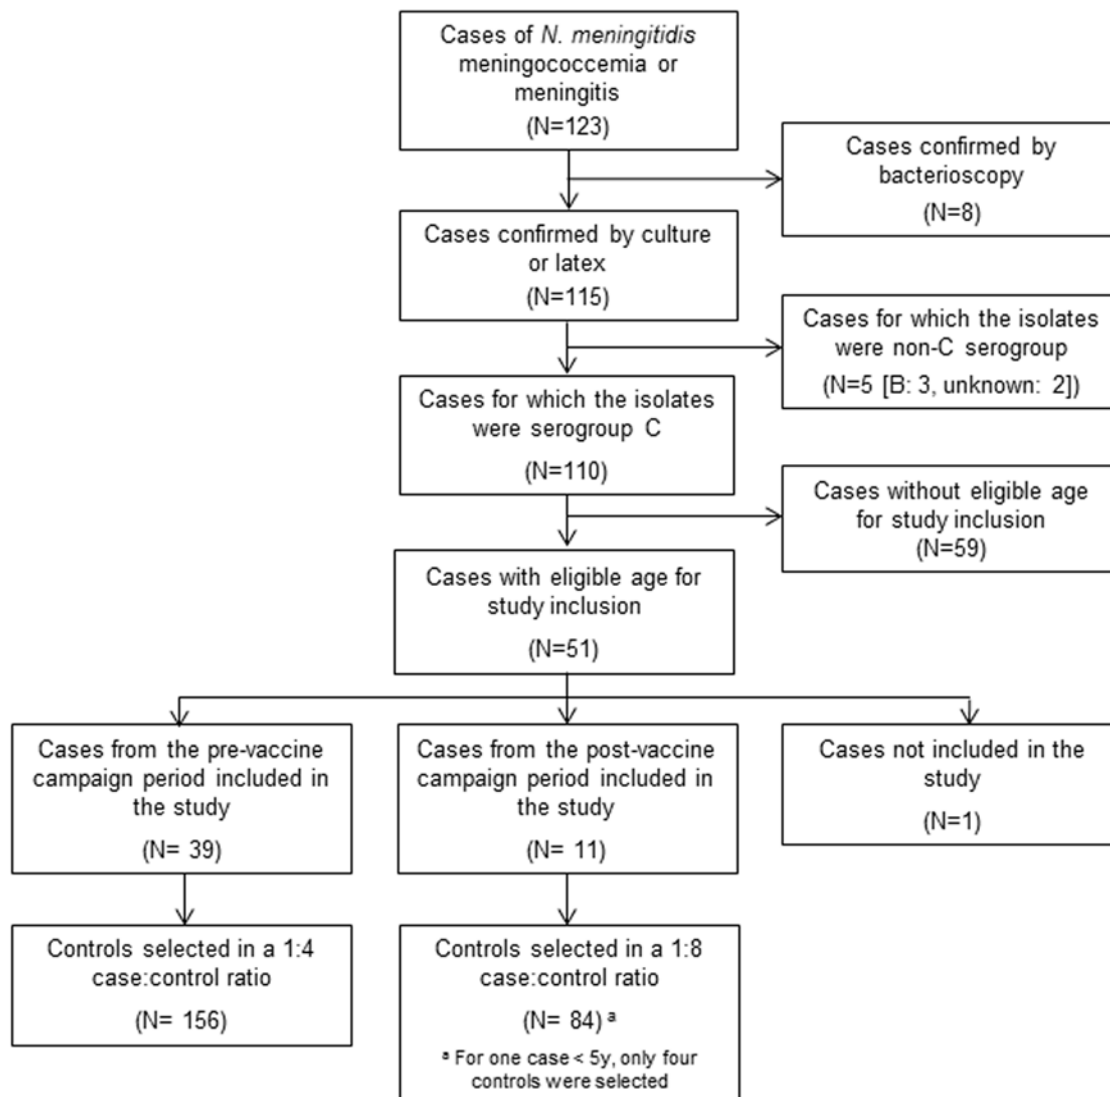 Cases of N. meningitidis
meningococcemia or
meningitis
(N=123)
Cases confirmed by
bacterioscopy
(N=8)
Cases confirmed by culture
or latex
(N=115)
Cases for which the isolates
were non-C serogroup
(N=5 [B: 3, unknown: 2])
Cases for which the isolates
were serogroup C
(N=110)
Cases without eligible age
for study inclusion
(N=59)
Cases with eligible age for
study inclusion
(N=51)
Cases from the pre-vaccine
campaign period included in
the study
(N= 39)
Cases from the post-vaccine
campaign period included in
the study
(N= 11)
Cases not included in the
study
(N=1)
Controls selected in a 1:4
case:control ratio
(N= 156)
Controls selected in a 1:8
case:control ratio
(N= 84) ª
ª For one case < 5y, only four
controls were selected